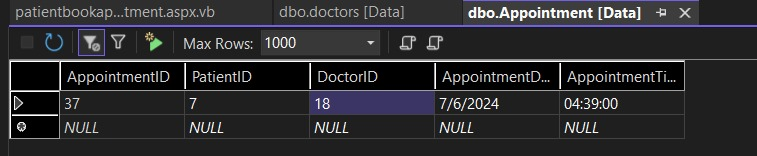 patientbookap...tment.aspx.vb dbo.doctors [Data] dbo.Appointment [Data]
Max Rows: 1000
AppointmentID PatientID DoctorID AppointmentD... AppointmentTi...
37 7 18 7/6/2024 04:39:00
NULL NULL NULL NULL NULL